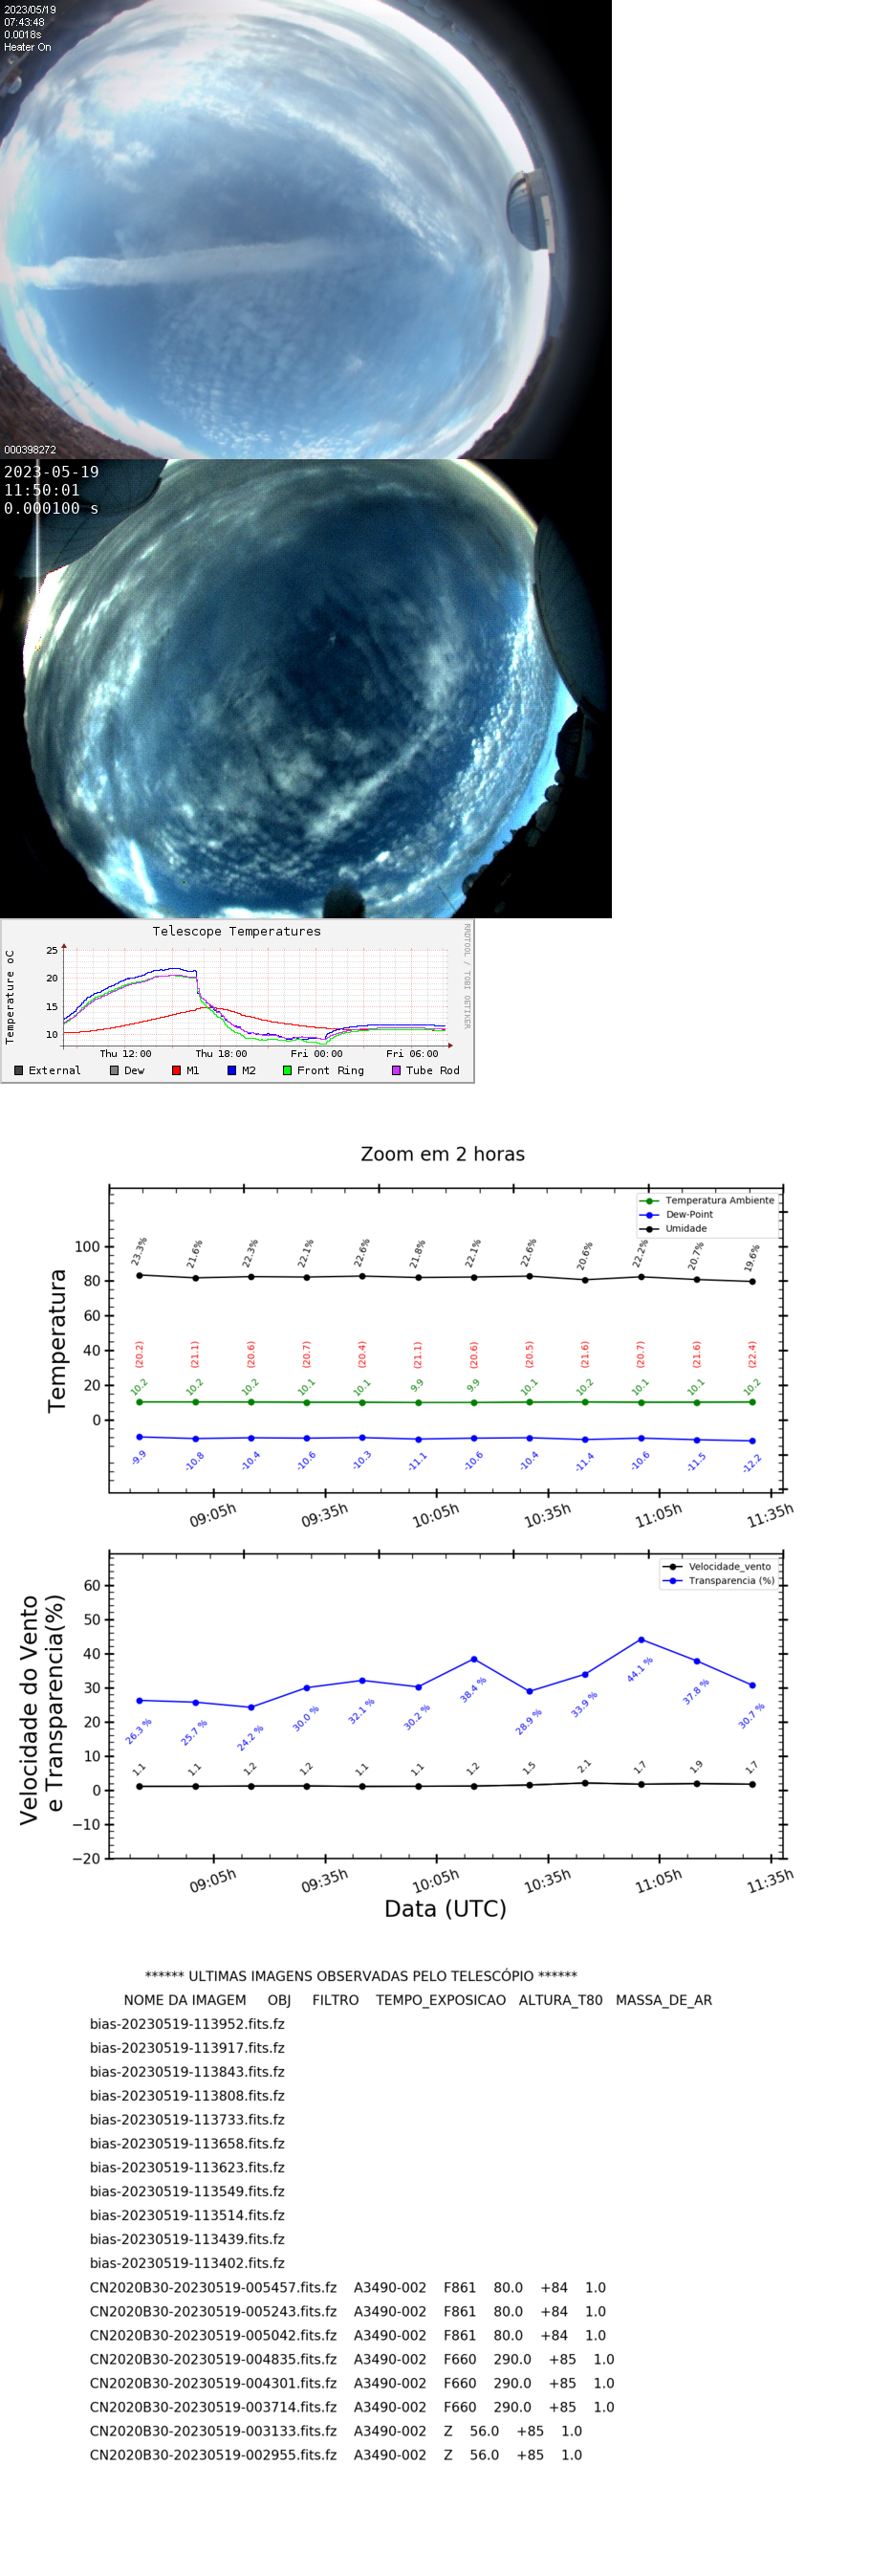 2023/05/19
07:43:48
0.0018s
Heater On
000398272
2023-05-19
11:50:01
0.000100 s
Telescope Temperatures
RRDTOOL / TOBI OETIKER
Temperature oC
25
20
15
10
Thu 12:00 Thu 18:00 Fri 00:00 Fri 06:00
External Dew M1 M2 Front Ring Tube Rod
Zoom em 2 horas
Temperatura Ambiente
Dew-Point
Umidade
Temperatura
100
80
60
40
20
0
23.3% 21.6% 22.3% 22.1% 22.6% 21.8% 22.1% 22.6% 20.6% 22.2% 20.7% 19.6%
(20.2) (21.1) (20.6) (20.7) (20.4) (21.1) (20.6) (20.5) (21.6) (20.7) (21.6) (22.4)
10.2 10.2 10.2 10.1 10.1 9.9 9.9 10.1 10.2 10.1 10.1 10.2
-9.9 -10.8 -10.4 -10.6 -10.3 -11.1 -10.6 -10.4 -11.4 -10.6 -11.5 -12.2
09:05h 09:35h 10:05h 10:35h 11:05h 11:35h
Velocidade_vento
Transparencia (%)
Velocidade do Vento
e Transparencia(%)
60
50
40
30
20
10
0
−10
−20
26.3 % 25.7 % 24.2 % 30.0 % 32.1 % 30.2 % 38.4 % 28.9 % 33.9 % 44.1 % 37.8 % 30.7 %
1.1 1.1 1.2 1.2 1.1 1.1 1.2 1.5 2.1 1.7 1.9 1.7
09:05h 09:35h 10:05h 10:35h 11:05h 11:35h
Data (UTC)
****** ULTIMAS IMAGENS OBSERVADAS PELO TELESCÓPIO ******
NOME DA IMAGEM OBJ FILTRO TEMPO_EXPOSICAO ALTURA_T80 MASSA_DE_AR
bias-20230519-113952.fits.fz
bias-20230519-113917.fits.fz
bias-20230519-113843.fits.fz
bias-20230519-113808.fits.fz
bias-20230519-113733.fits.fz
bias-20230519-113658.fits.fz
bias-20230519-113623.fits.fz
bias-20230519-113549.fits.fz
bias-20230519-113514.fits.fz
bias-20230519-113439.fits.fz
bias-20230519-113402.fits.fz
CN2020B30-20230519-005457.fits.fz A3490-002 F861 80.0 +84 1.0
CN2020B30-20230519-005243.fits.fz A3490-002 F861 80.0 +84 1.0
CN2020B30-20230519-005042.fits.fz A3490-002 F861 80.0 +84 1.0
CN2020B30-20230519-004835.fits.fz A3490-002 F660 290.0 +85 1.0
CN2020B30-20230519-004301.fits.fz A3490-002 F660 290.0 +85 1.0
CN2020B30-20230519-003714.fits.fz A3490-002 F660 290.0 +85 1.0
CN2020B30-20230519-003133.fits.fz A3490-002 Z 56.0 +85 1.0
CN2020B30-20230519-002955.fits.fz A3490-002 Z 56.0 +85 1.0